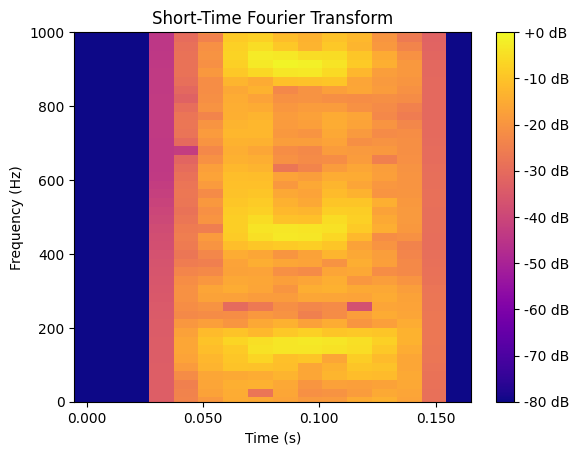 Short-Time Fourier Transform
1000
800
600
400
200
0
Frequency (Hz)
0.000
0.050
0.100
0.150
Time (s)
+0 dB
-10 dB
-20 dB
-30 dB
-40 dB
-50 dB
-60 dB
-70 dB
-80 dB